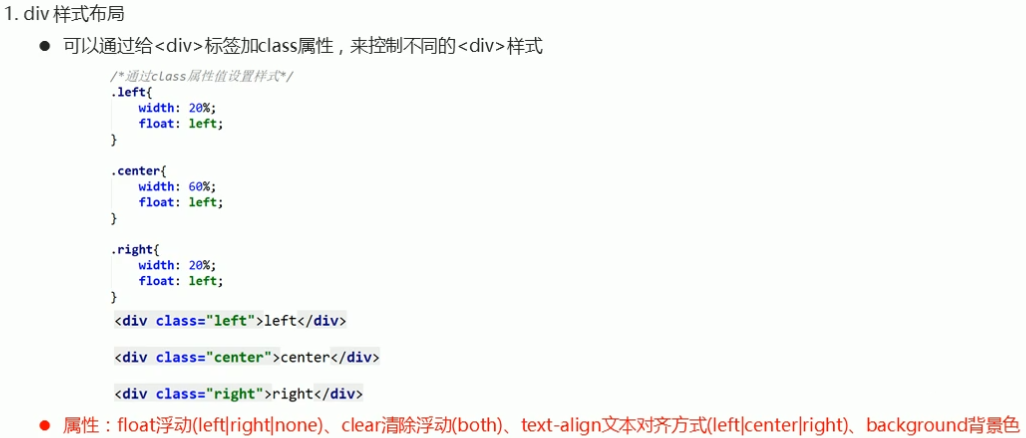 1. div 样式布局
● 可以通过给<div>标签加class属性，来控制不同的<div>样式
/*通过class属性值设置样式*/
.left{
    width: 20%;
    float: left;
}
.center{
    width: 60%;
    float: left;
}
.right{
    width: 20%;
    float: left;
}
<div class="left">left</div>
<div class="center">center</div>
<div class="right">right</div>
● 属性：float浮动(left|right|none)、clear清除浮动(both)、text-align文本对齐方式(left|center|right)、background背景色